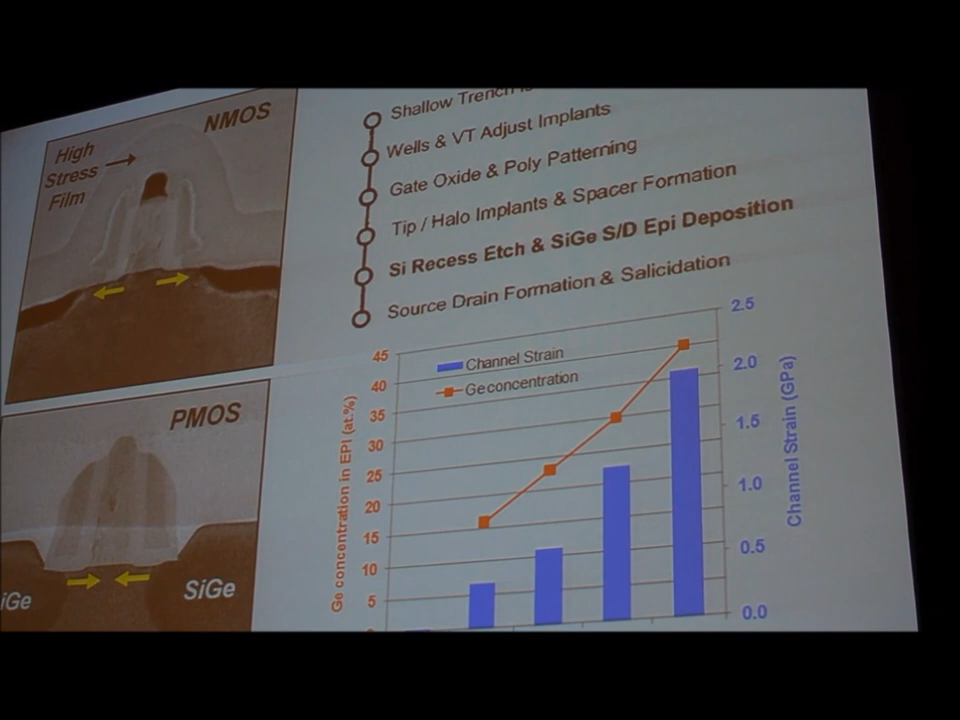 NMOS
High
Stress
Film
Shallow Trench
Wells & VT Adjust Implants
Gate Oxide & Poly Patterning
Tip / Halo Implants & Spacer Formation
Si Recess Etch & SiGe S/D Epi Deposition
Source Drain Formation & Salicidation
PMOS
iGe
SiGe
Channel Strain
Ge concentration
Ge concentration in EPI (at.%)
45
40
35
30
25
20
15
10
5
2.5
2.0
1.5
1.0
0.5
0.0
Channel Strain (GPa)